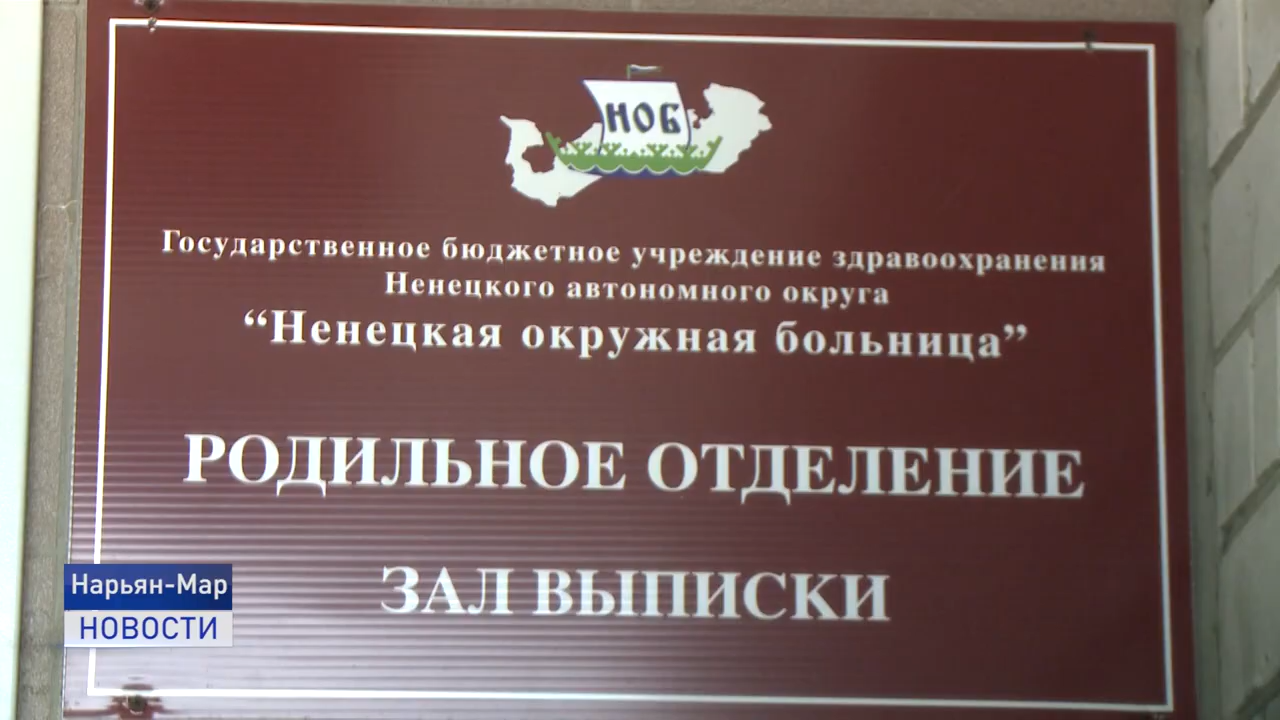 НОБ
Государственное бюджетное учреждение здравоохранения
Ненецкого автономного округа
“Ненецкая окружная больница”
РОДИЛЬНОЕ ОТДЕЛЕНИЕ
ЗАЛ ВЫПИСКИ
Нарьян-Мар
НОВОСТИ